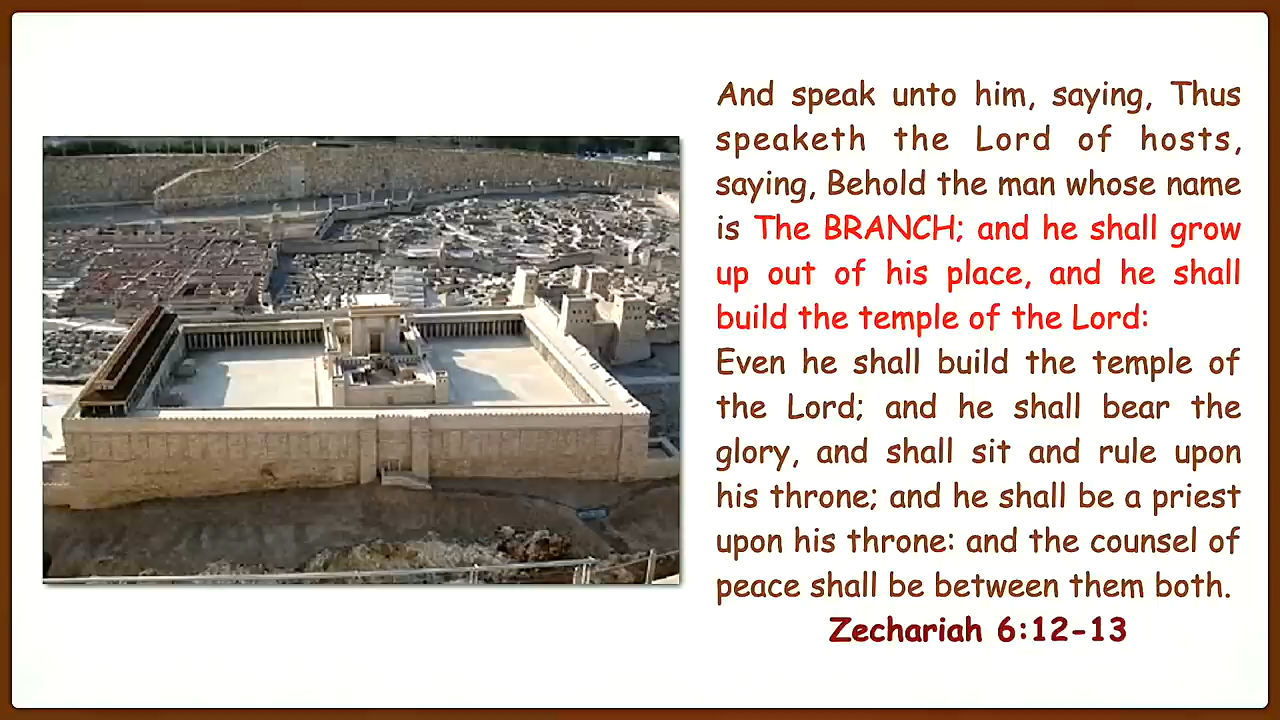 And speak unto him, saying, Thus
speaketh the Lord of hosts,
saying, Behold the man whose name
is The BRANCH; and he shall grow
up out of his place, and he shall
build the temple of the Lord:
Even he shall build the temple of
the Lord; and he shall bear the
glory, and shall sit and rule upon
his throne; and he shall be a priest
upon his throne: and the counsel of
peace shall be between them both.
Zechariah 6:12-13